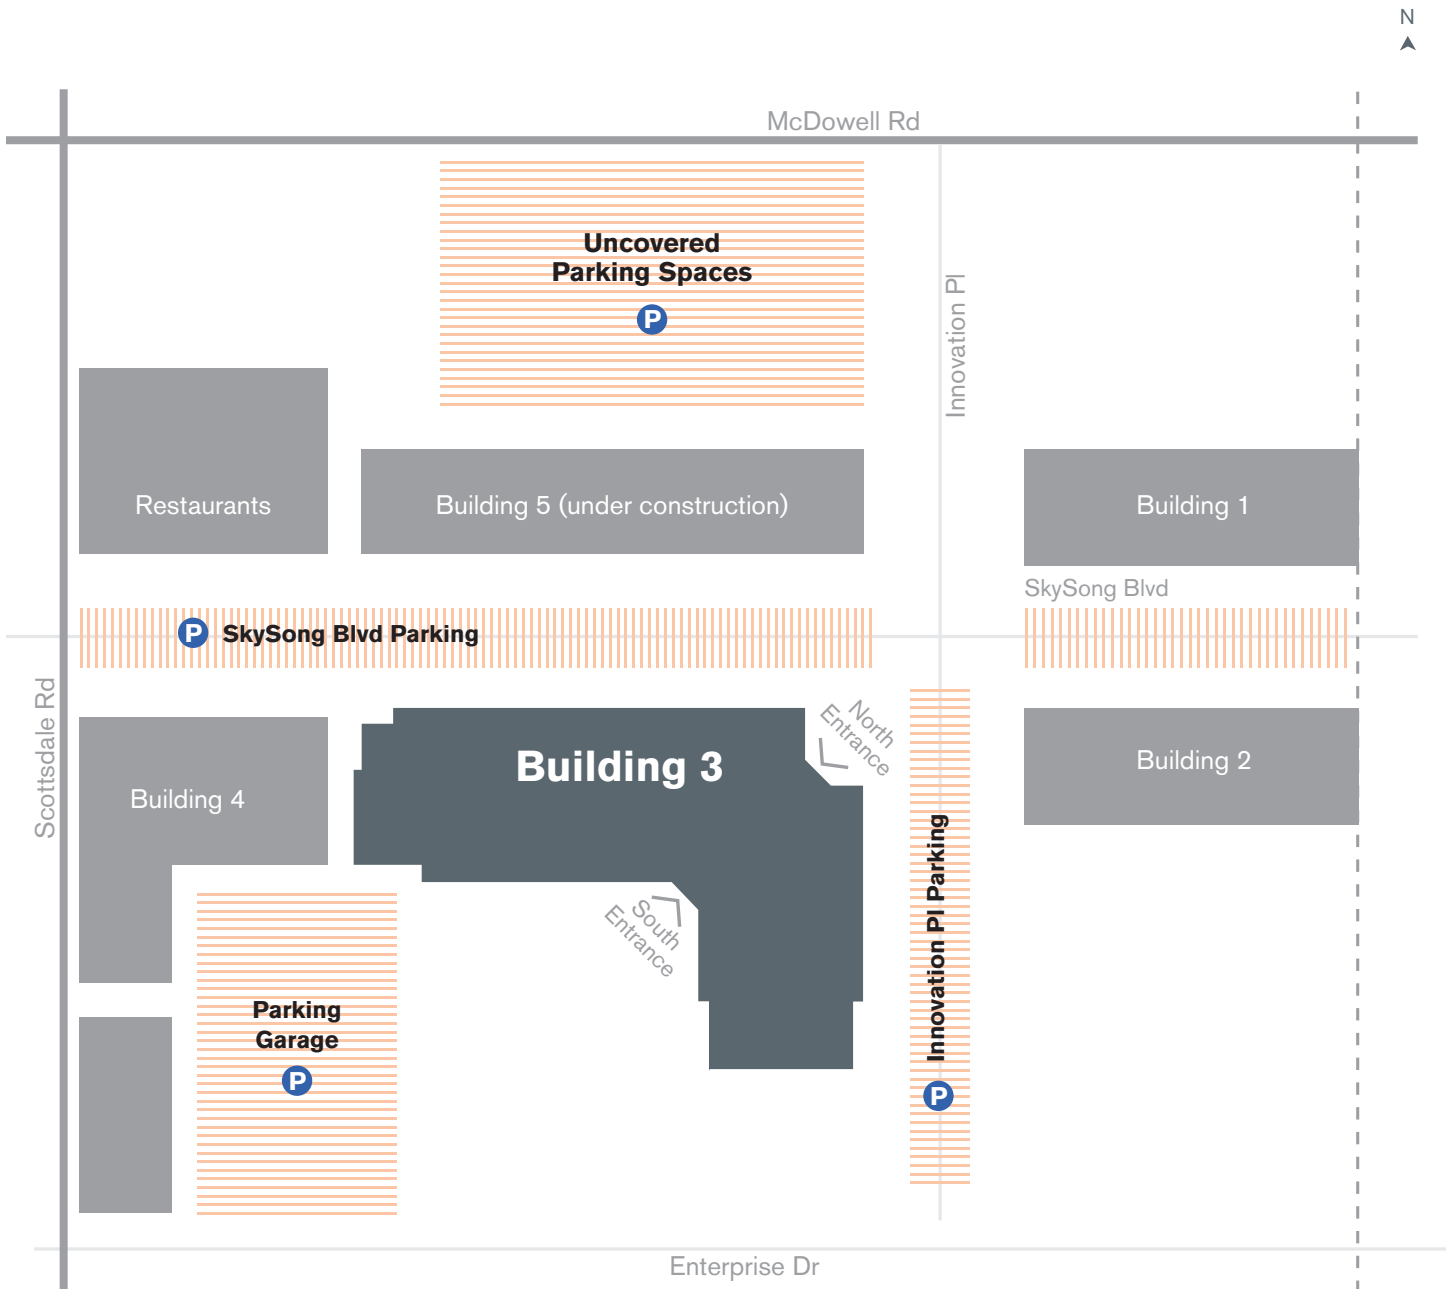 N
McDowell Rd
Uncovered
Parking Spaces
P
Innovation Pl
Restaurants
Building 5 (under construction)
Building 1
SkySong Blvd
P SkySong Blvd Parking
Scottsdale Rd
Building 4
Building 3
North
Entrance
Building 2
South
Entrance
Innovation Pl Parking
P
Parking
Garage
P
Enterprise Dr